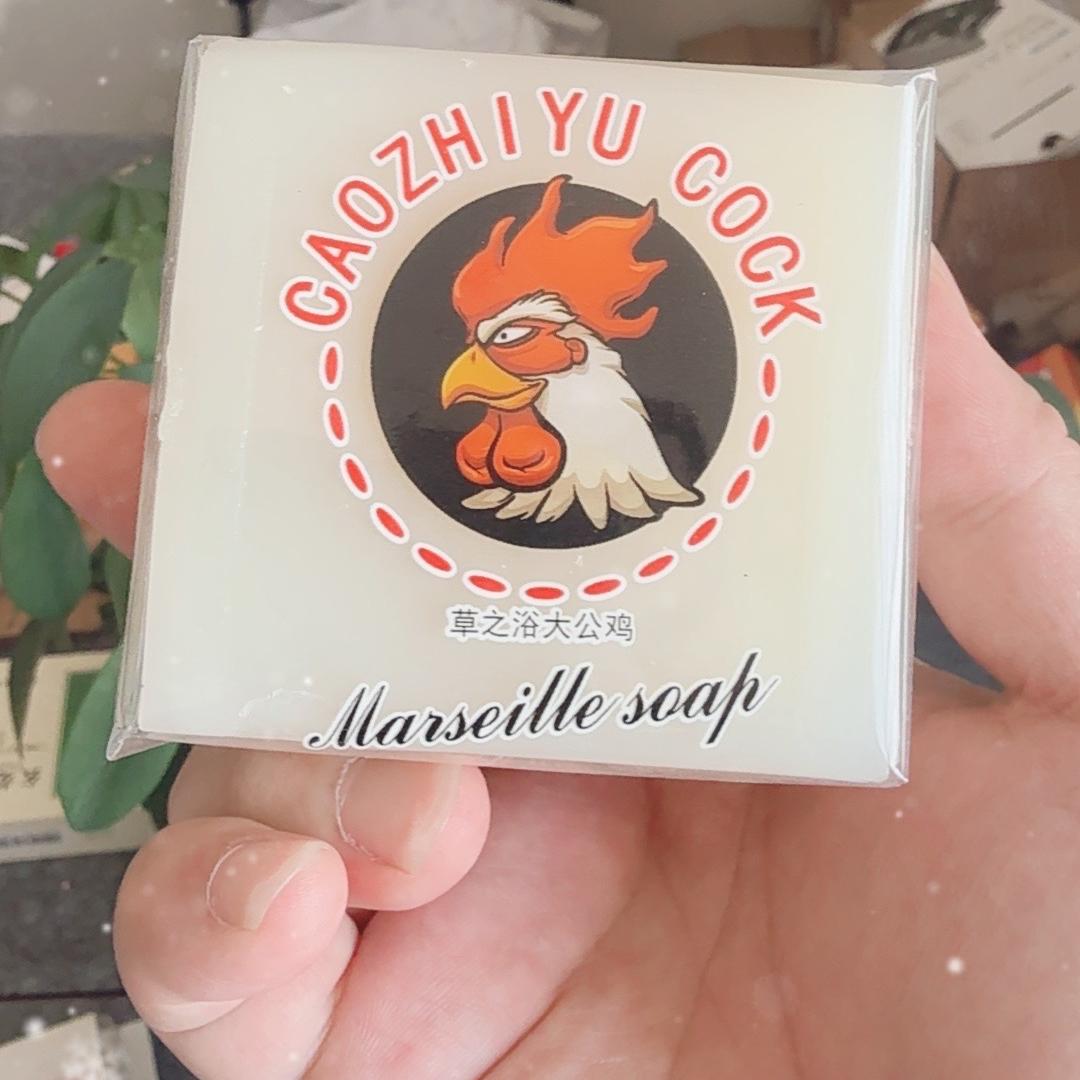 CAOZHIYU COCK
草之浴大公鸡
Marseille soap